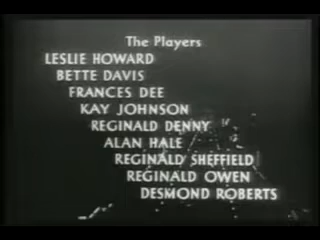 The Players
LESLIE HOWARD
BETTE DAVIS
FRANCES DEE
KAY JOHNSON
REGINALD DENNY
ALAN HALE
REGINALD SHEFFIELD
REGINALD OWEN
DESMOND ROBERTS